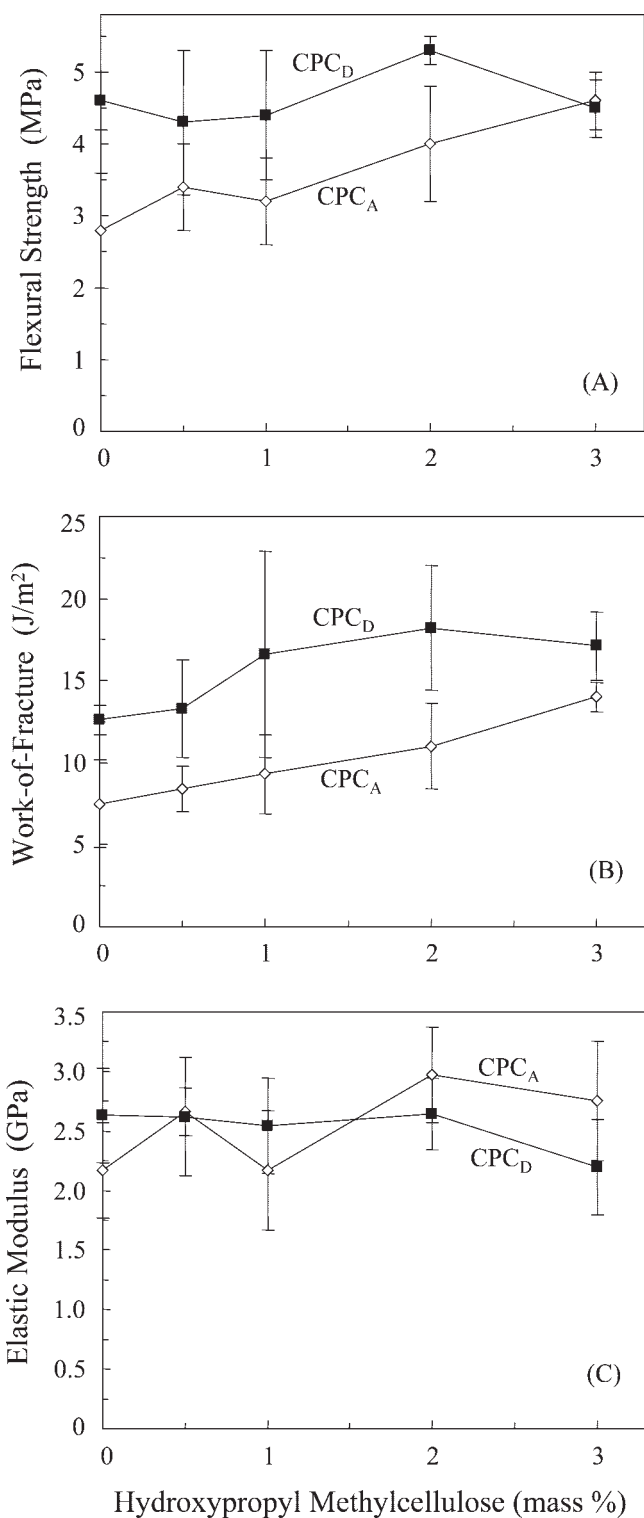 Flexural Strength (MPa)
5
4
3
2
1
0
CPC_D
CPC_A
(A)
0 1 2 3
Work-of-Fracture (J/m²)
25
20
15
10
5
0
CPC_D
CPC_A
(B)
0 1 2 3
Elastic Modulus (GPa)
3.5
3.0
2.5
2.0
1.5
1.0
0.5
0
CPC_A
CPC_D
(C)
0 1 2 3
Hydroxypropyl Methylcellulose (mass %)